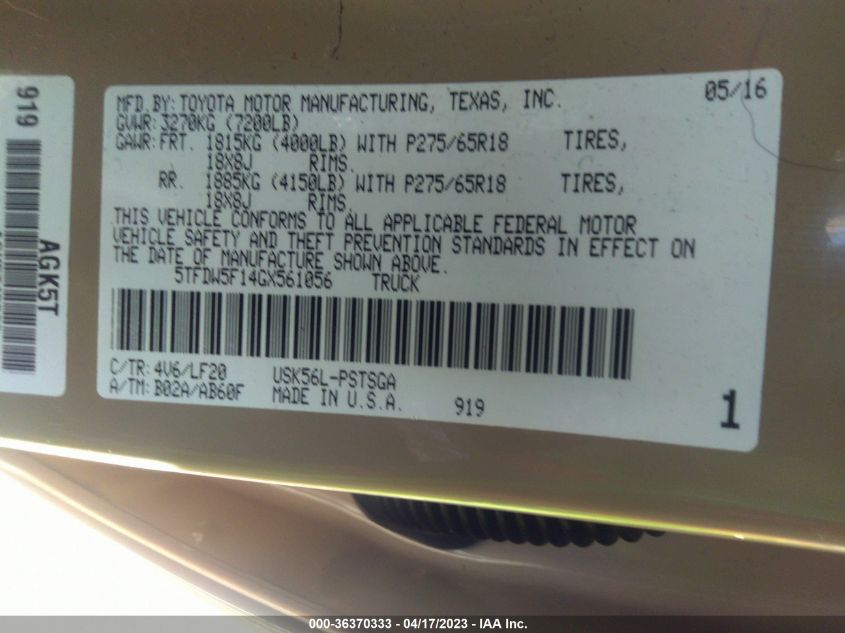 MFD.BY: TOYOTA MOTOR MANUFACTURING, TEXAS, INC. 05/16
GVWR: 3270KG (7200LB)
GAWR: FRT. 1815KG (4000LB) WITH P275/65R18 TIRES,
18X8J RIMS.
RR. 1885KG (4150LB) WITH P275/65R18 TIRES,
18X8J RIMS.
THIS VEHICLE CONFORMS TO ALL APPLICABLE FEDERAL MOTOR
VEHICLE SAFETY AND THEFT PREVENTION STANDARDS IN EFFECT ON
THE DATE OF MANUFACTURE SHOWN ABOVE.
5TFDW5F14GX561056 TRUCK
C/TR: 4V6/LF20 USK56L-PSTSGA
A/TM: B02A/AB60F MADE IN U.S.A. 919
1
919
AGK5T
000-36370333 - 04/17/2023 - IAA Inc.